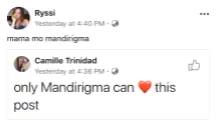 Ryssi
Yesterday at 4:40 PM ·
mama mo mandirigma
Camille Trinidad
Yesterday at 4:36 PM ·
only Mandirigma can ❤️ this
post